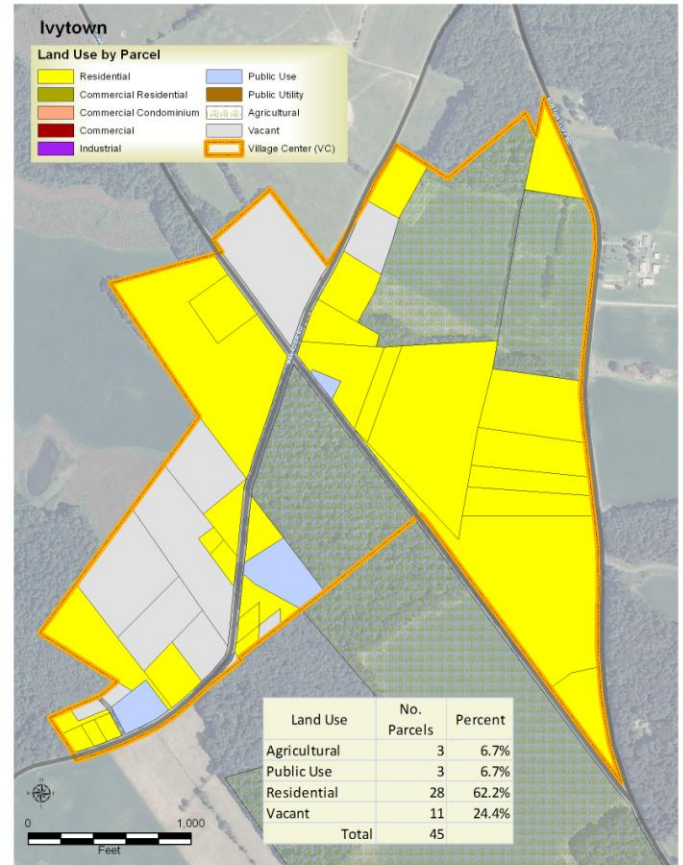 Ivytown
Land Use by Parcel
Residential
Commercial Residential
Commercial Condominium
Commercial
Industrial
Public Use
Public Utility
Agricultural
Vacant
Village Center (VC)
Land Use No. Parcels Percent
Agricultural 3 6.7%
Public Use 3 6.7%
Residential 28 62.2%
Vacant 11 24.4%
Total 45
0 1,000
Feet